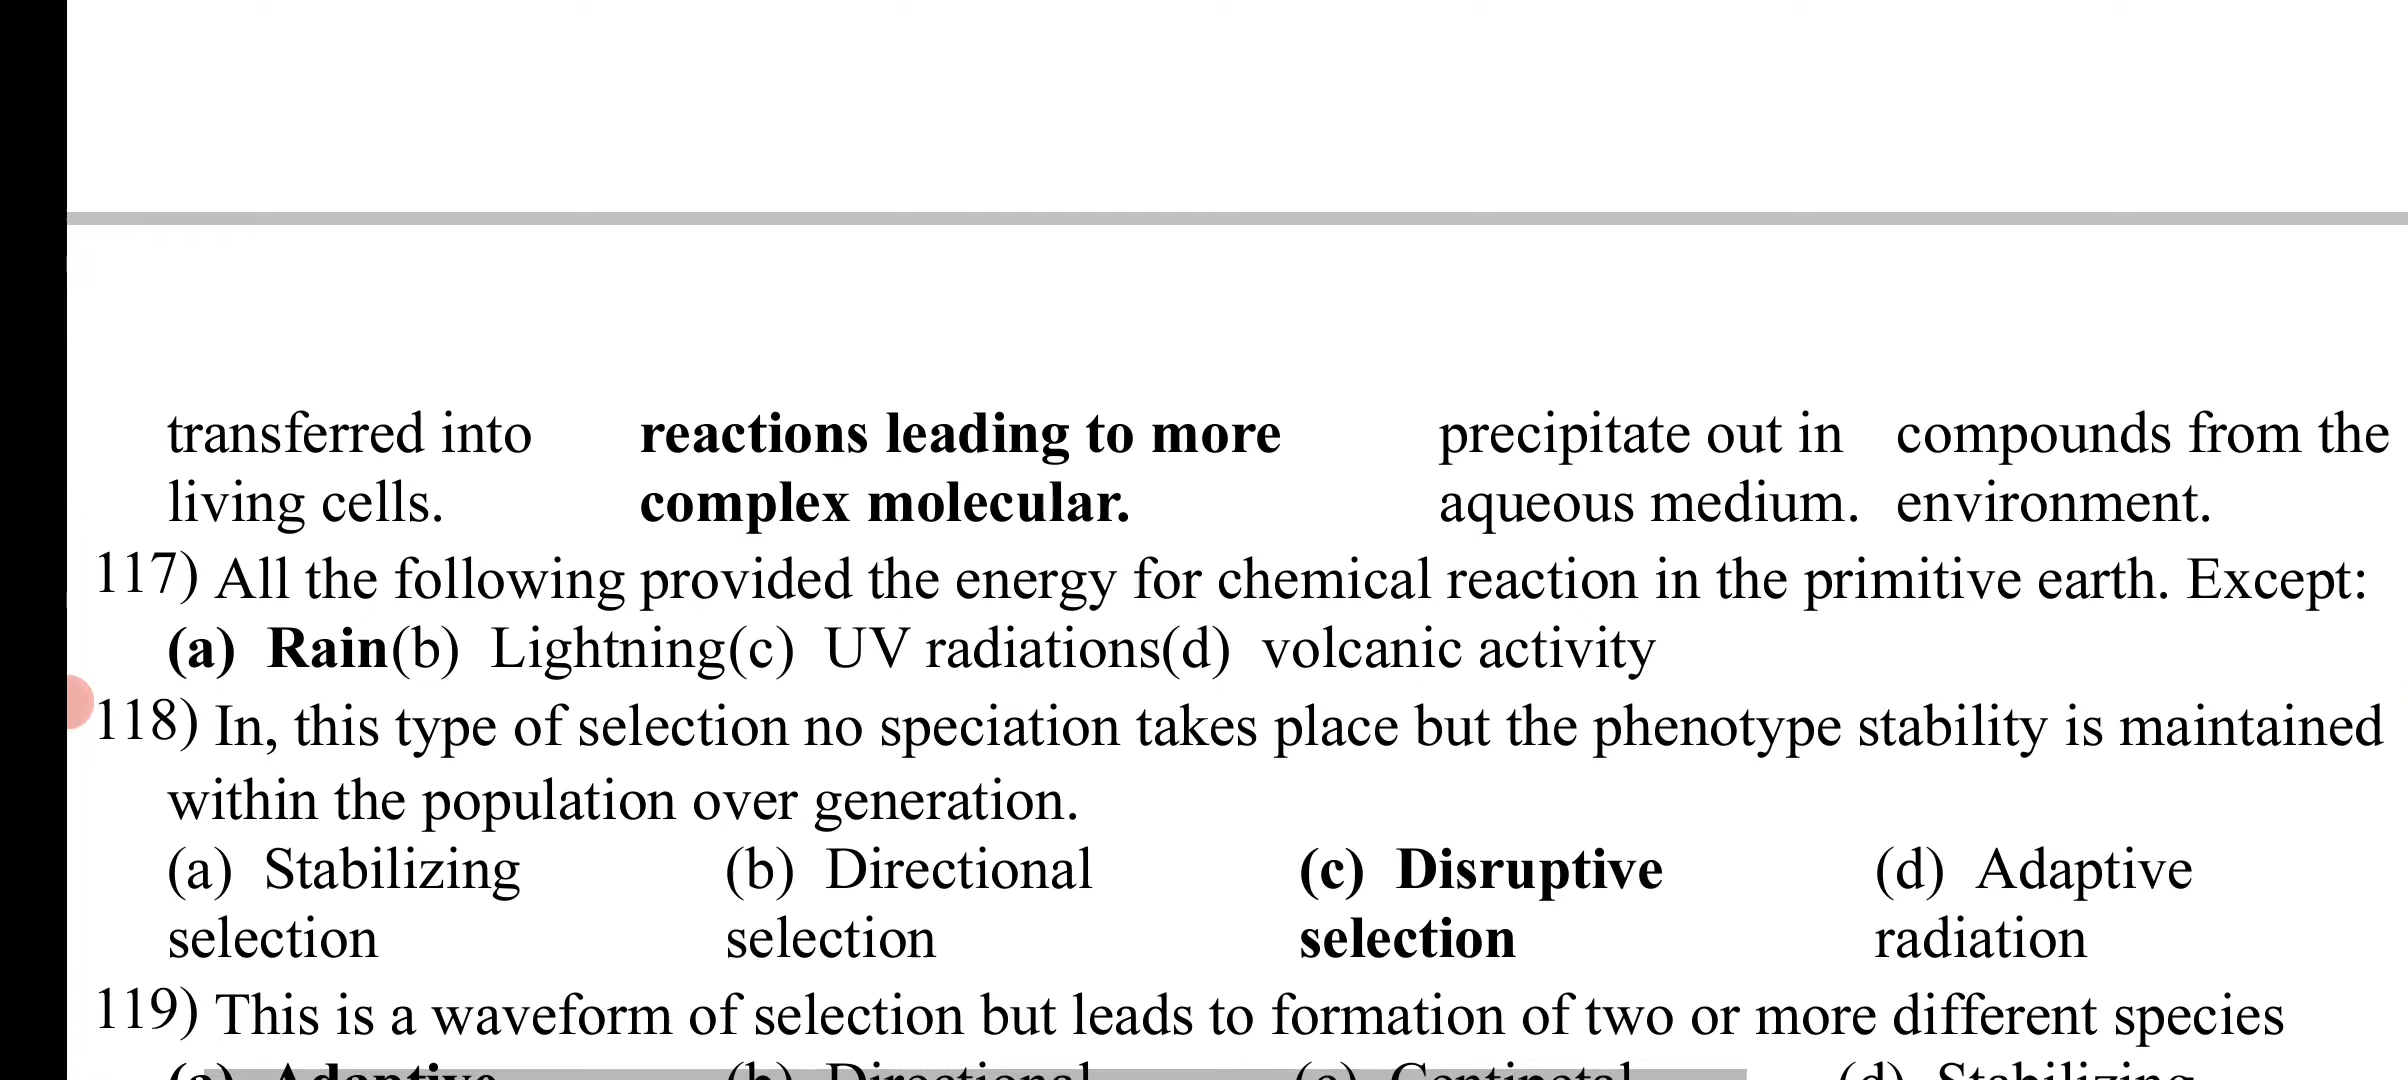 transferred into reactions leading to more precipitate out in compounds from the
living cells. complex molecular. aqueous medium. environment.
117) All the following provided the energy for chemical reaction in the primitive earth. Except:
(a) Rain(b) Lightning(c) UV radiations(d) volcanic activity
118) In, this type of selection no speciation takes place but the phenotype stability is maintained
within the population over generation.
(a) Stabilizing (b) Directional (c) Disruptive (d) Adaptive
selection selection selection radiation
119) This is a waveform of selection but leads to formation of two or more different species
(a) Adaptive (b) Directional (c) Centipetal (d) Stabilizing